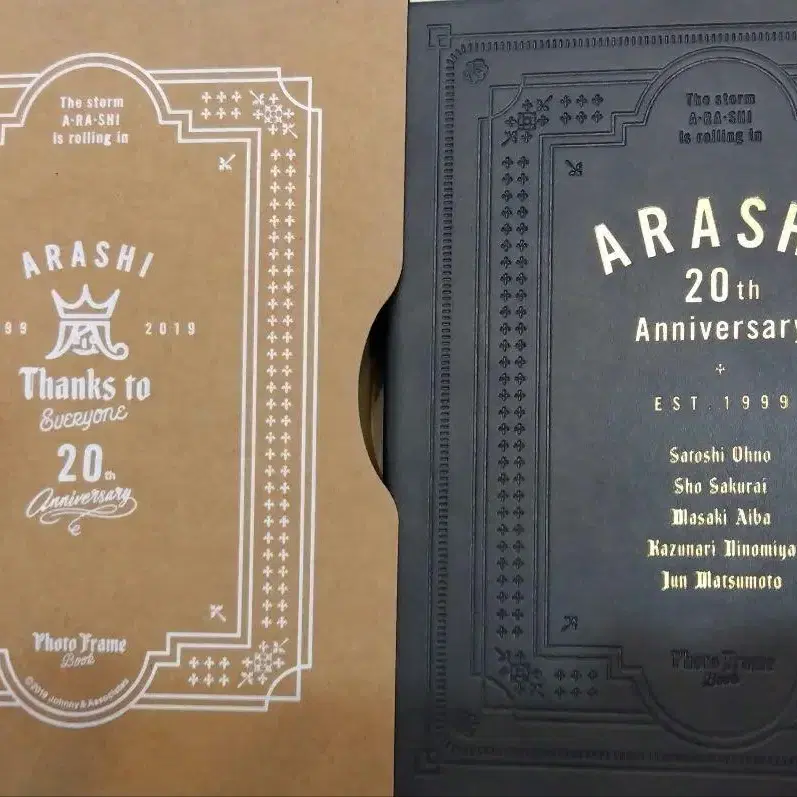 The storm
A·RA·SHI
is rolling in
ARASHI
99 2019
Thanks to
Everyone
20th
Anniversary
Photo Frame
Book
©2019 Johnny & Associates
The storm
A·RA·SHI
is rolling in
ARASH
20th
Anniversary
EST.1999
Satoshi Ohno
Sho Sakurai
Masaki Aiba
Kazunari Ninomiya
Jun Matsumoto
Photo Frame
Book